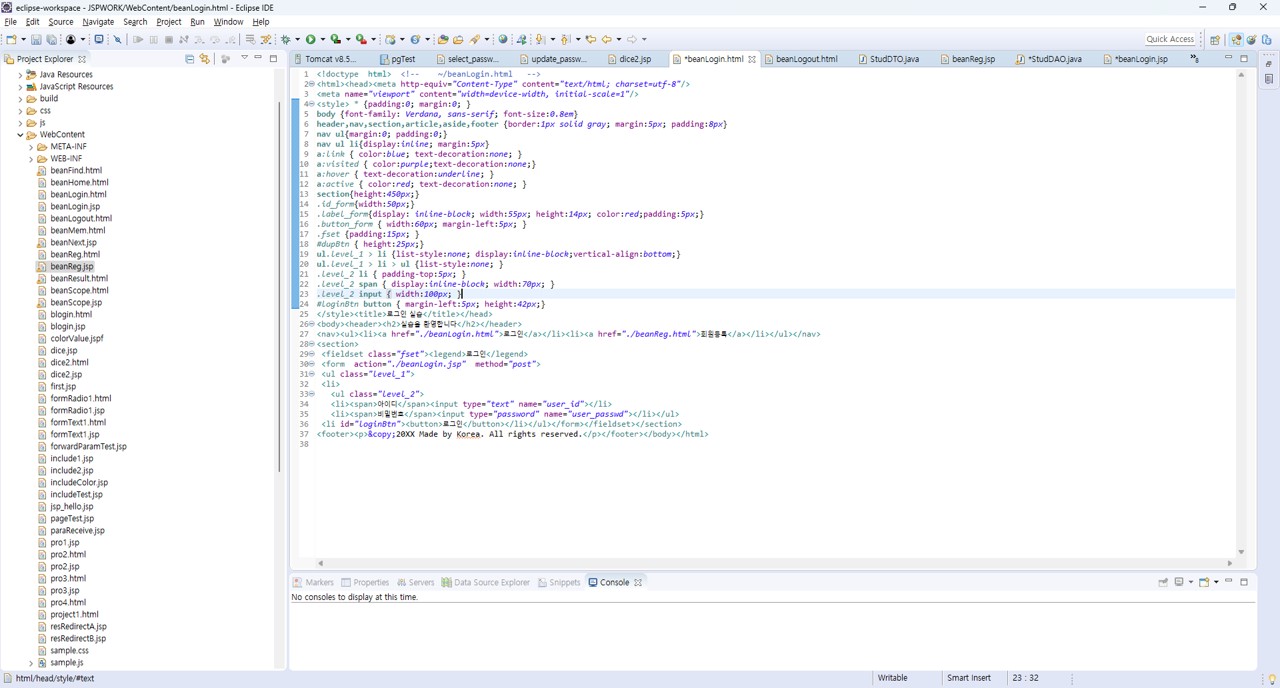 eclipse-workspace - JSPWORK/WebContent/beanLogin.html - Eclipse IDE
File Edit Source Navigate Search Project Run Window Help
Quick Access
Project Explorer
Tomcat v8.5... pgTest select_passw... update_passw... dice2.jsp *beanLogin.html beanLogout.html StudDTO.java beanReg.jsp *StudDAO.java *beanLogin.jsp
Java Resources
JavaScript Resources
build
css
js
WebContent
META-INF
WEB-INF
beanFind.html
beanHome.html
beanLogin.html
beanLogin.jsp
beanLogout.html
beanMem.html
beanNext.jsp
beanReg.html
beanReg.jsp
beanResult.html
beanScope.html
beanScope.jsp
blogin.html
blogin.jsp
colorValue.jspf
dice.jsp
dice2.html
dice2.jsp
first.jsp
formRadio1.html
formRadio1.jsp
formText1.html
formText1.jsp
forwardParamTest.jsp
include1.jsp
include2.jsp
includeColor.jsp
includeTest.jsp
jsp_hello.jsp
pageTest.jsp
paraReceive.jsp
pro1.jsp
pro2.html
pro2.jsp
pro3.html
pro3.jsp
pro4.html
project1.html
resRedirectA.jsp
resRedirectB.jsp
sample.css
sample.js
1 <!doctype html> <!-- ~/beanLogin.html -->
2 <html><head><meta http-equiv="Content-Type" content="text/html; charset=utf-8"/>
3 <meta name="viewport" content="width=device-width, initial-scale=1"/>
4 <style> * {padding:0; margin:0; }
5 body {font-family: Verdana, sans-serif; font-size:0.8em}
6 header,nav,section,article,aside,footer {border:1px solid gray; margin:5px; padding:8px}
7 nav ul{margin:0; padding:0;}
8 nav ul li{display:inline; margin:5px}
9 a:link { color:blue; text-decoration:none; }
10 a:visited { color:purple;text-decoration:none;}
11 a:hover { text-decoration:underline; }
12 a:active { color:red; text-decoration:none; }
13 section{height:450px;}
14 .id_form{width:50px;}
15 .label_form{display: inline-block; width:55px; height:14px; color:red;padding:5px;}
16 .button_form { width:60px; margin-left:5px; }
17 .fset {padding:15px; }
18 #dupBtn { height:25px;}
19 ul.level_1 > li {list-style:none; display:inline-block;vertical-align:bottom;}
20 ul.level_1 > li > ul {list-style:none; }
21 .level_2 li { padding-top:5px; }
22 .level_2 span { display:inline-block; width:70px; }
23 .level_2 input { width:100px; }
24 #loginBtn button { margin-left:5px; height:42px;}
25 </style><title>로그인 실습</title></head>
26 <body><header><h2>실습을 환영합니다</h2></header>
27 <nav><ul><li><a href="./beanLogin.html">로그인</a></li><li><a href="./beanReg.html">회원등록</a></li></ul></nav>
28 <section>
29 <fieldset class="fset"><legend>로그인</legend>
30 <form action="./beanLogin.jsp" method="post">
31 <ul class="level_1">
32 <li>
33 <ul class="level_2">
34 <li><span>아이디</span><input type="text" name="user_id"></li>
35 <li><span>비밀번호</span><input type="password" name="user_passwd"></li></ul>
36 <li id="loginBtn"><button>로그인</button></li></ul></form></fieldset></section>
37 <footer><p>&copy;20XX Made by Korea. All rights reserved.</p></footer></body></html>
38
Markers Properties Servers Data Source Explorer Snippets Console
No consoles to display at this time.
html/head/style/#text Writable Smart Insert 23 : 32